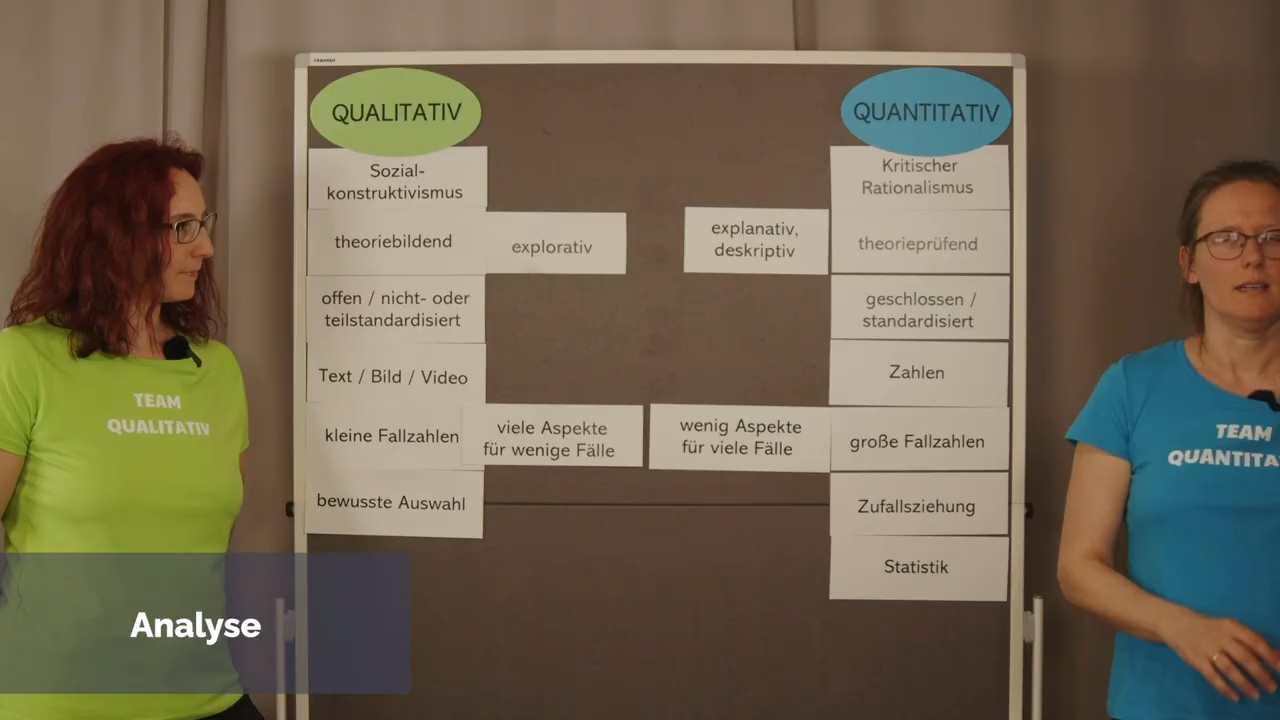 QUALITATIV
QUANTITATIV
Sozial-
konstruktivismus
Kritischer
Rationalismus
theoriebildend
explorativ
explanativ,
deskriptiv
theorieprüfend
offen / nicht- oder
teilstandardisiert
geschlossen /
standardisiert
Text / Bild / Video
Zahlen
kleine Fallzahlen
viele Aspekte
für wenige Fälle
wenig Aspekte
für viele Fälle
große Fallzahlen
bewusste Auswahl
Zufallsziehung
Statistik
TEAM
QUALITATIV
TEAM
QUANTITA
Analyse